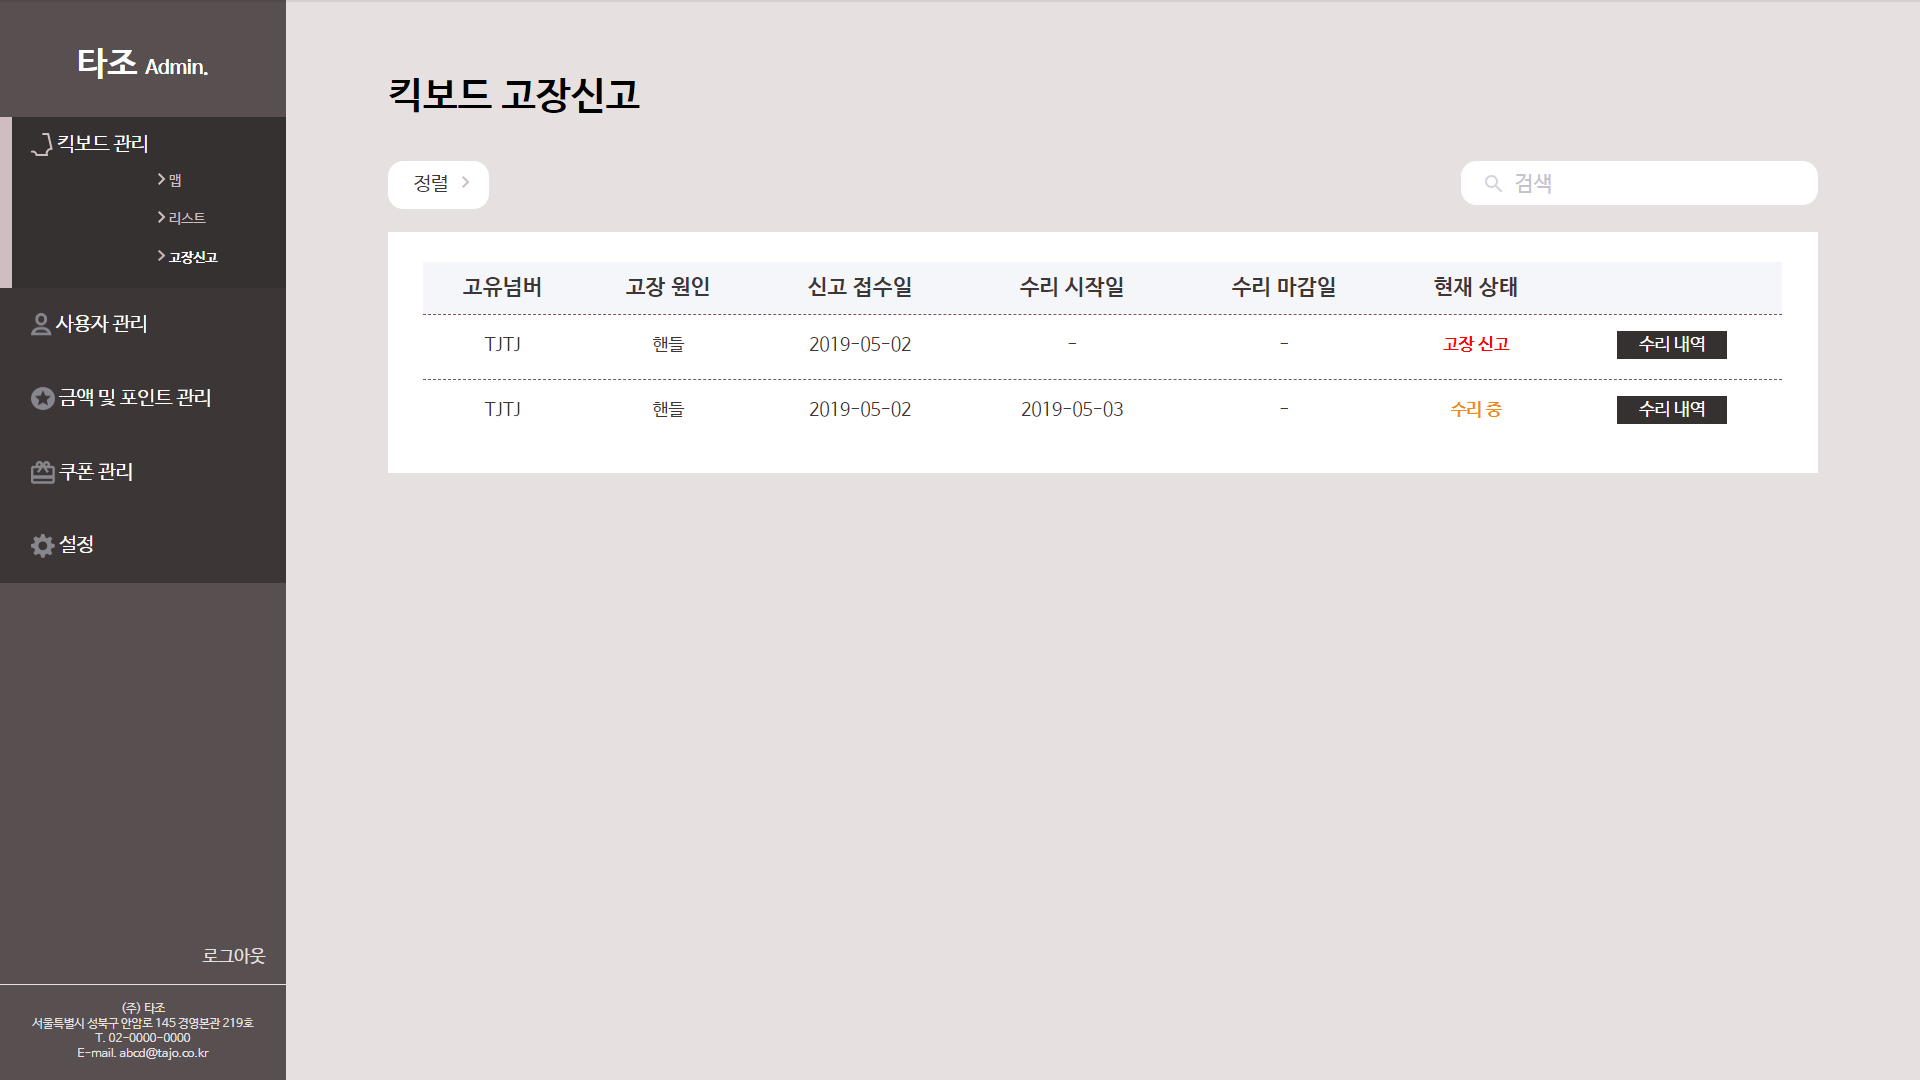 타조 Admin.
킥보드 관리
맵
리스트
고장신고
사용자 관리
금액 및 포인트 관리
쿠폰 관리
설정
로그아웃
(주) 타조
서울특별시 성북구 안암로 145 경영본관 219호
T. 02-0000-0000
E-mail. abcd@tajo.co.kr
킥보드 고장신고
정렬
검색
고유넘버 고장 원인 신고 접수일 수리 시작일 수리 마감일 현재 상태
TJTJ 핸들 2019-05-02 - - 고장 신고 수리 내역
TJTJ 핸들 2019-05-02 2019-05-03 - 수리 중 수리 내역